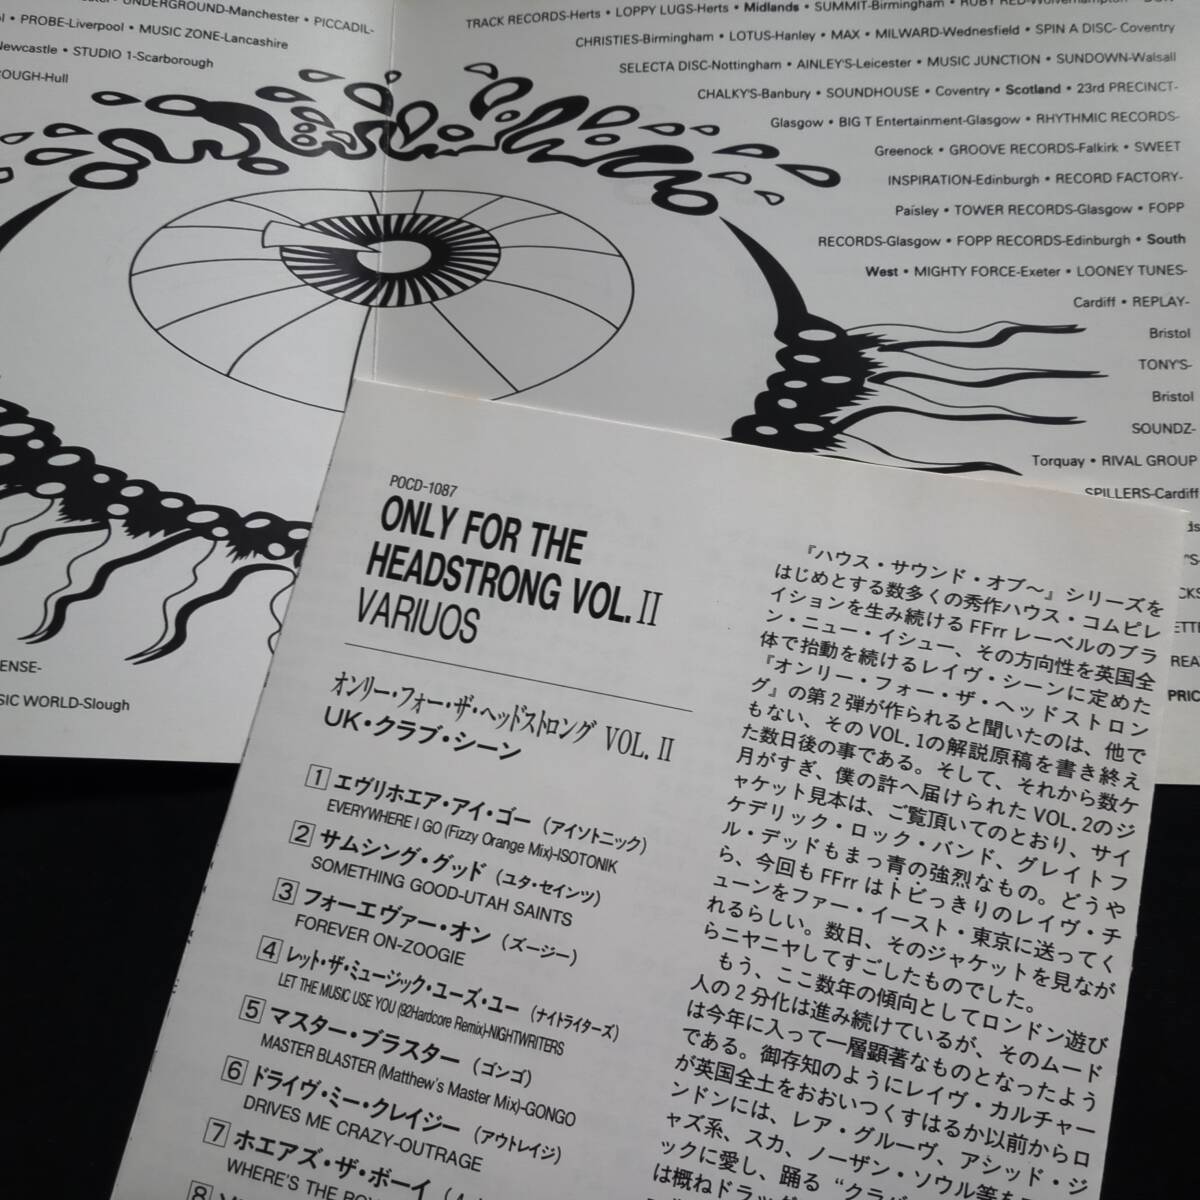 UNDERGROUND-Manchester • PICCADIL-
PROBE-Liverpool • MUSIC ZONE-Lancashire
Newcastle • STUDIO 1-Scarborough
OUGH-Hull
TRACK RECORDS-Herts • LOPPY LUGS-Herts • Midlands • SUMMIT-Birmingham • RUBY RED-Wolverhampton
CHRISTIES-Birmingham • LOTUS-Hanley • MAX • MILWARD-Wednesfield • SPIN A DISC- Coventry
SELECTA DISC-Nottingham • AINLEY'S-Leicester • MUSIC JUNCTION • SUNDOWN-Walsall
CHALKY'S-Banbury • SOUNDHOUSE • Coventry • Scotland • 23rd PRECINCT-
Glasgow • BIG T Entertainment-Glasgow • RHYTHMIC RECORDS-
Greenock • GROOVE RECORDS-Falkirk • SWEET
INSPIRATION-Edinburgh • RECORD FACTORY-
Paisley • TOWER RECORDS-Glasgow • FOPP
RECORDS-Glasgow • FOPP RECORDS-Edinburgh • South
West • MIGHTY FORCE-Exeter • LOONEY TUNES-
Cardiff • REPLAY-
Bristol
TONY'S-
Bristol
SOUNDZ-
Torquay • RIVAL GROUP
SPILLERS-Cardiff
ENSE-
SIC WORLD-Slough
POCD-1087
ONLY FOR THE
HEADSTRONG VOL.II
VARIUOS
オンリー・フォー・ザ・ヘッドストロング VOL. II
UK・クラブ・シーン
1 エヴリホエア・アイ・ゴー (アイソトニック)
EVERYWHERE I GO (Fizzy Orange Mix)-ISOTONIK
2 サムシング・グッド (ユタ・セインツ)
SOMETHING GOOD-UTAH SAINTS
3 フォーエヴァー・オン (ズージー)
FOREVER ON-ZOOGIE
4 レット・ザ・ミュージック・ユーズ・ユー (ナイトライターズ)
LET THE MUSIC USE YOU (92Hardcore Remix)-NIGHTWRITERS
5 マスター・ブラスター (ゴンゴ)
MASTER BLASTER (Matthew's Master Mix)-GONGO
6 ドライヴ・ミー・クレイジー (アウトレイジ)
DRIVES ME CRAZY-OUTRAGE
7 ホエアズ・ザ・ボーイ
WHERE'S THE
8
『ハウス・サウンド・オブ〜』シリーズを
はじめとする数多くの秀作ハウス・コムピレ
イションを生み続けるFFrrレーベルのブラ
ン・ニュー・イシュー、その方向性を英国全
体で抬動を続けるレイヴ・シーンに定めた
『オンリー・フォー・ザ・ヘッドストロン
グ』の第2弾が作られると聞いたのは、他で
もない、そのVOL.1の解説原稿を書き終え
た数日後の事である。そして、それから数ケ
月がすぎ、僕の許へ届けられたVOL.2のジ
ャケット見本は、ご覧頂いてのとおり、サイ
ケデリック・ロック・バンド、グレイトフ
ル・デッドもまっ青の強烈なもの。どうや
ら、今回もFFrrはトビっきりのレイヴ・チ
ューンをファー・イースト・東京に送ってく
れるらしい。数日、そのジャケットを見なが
らニヤニヤしてすごしたものでした。
もう、ここ数年の傾向としてロンドン遊び
人の2分化は進み続けているが、そのムード
は今年に入って一層顕著なものとなったよう
である。御存知のようにレイヴ・カルチャー
が英国全土をおおいつくすはるか以前からロ
ンドンには、レア・グルーヴ、アシッド・ジ
ャズ系、スカ、ノーザン・ソウル等を
ックに愛し、踊る
は概ねドラッグ